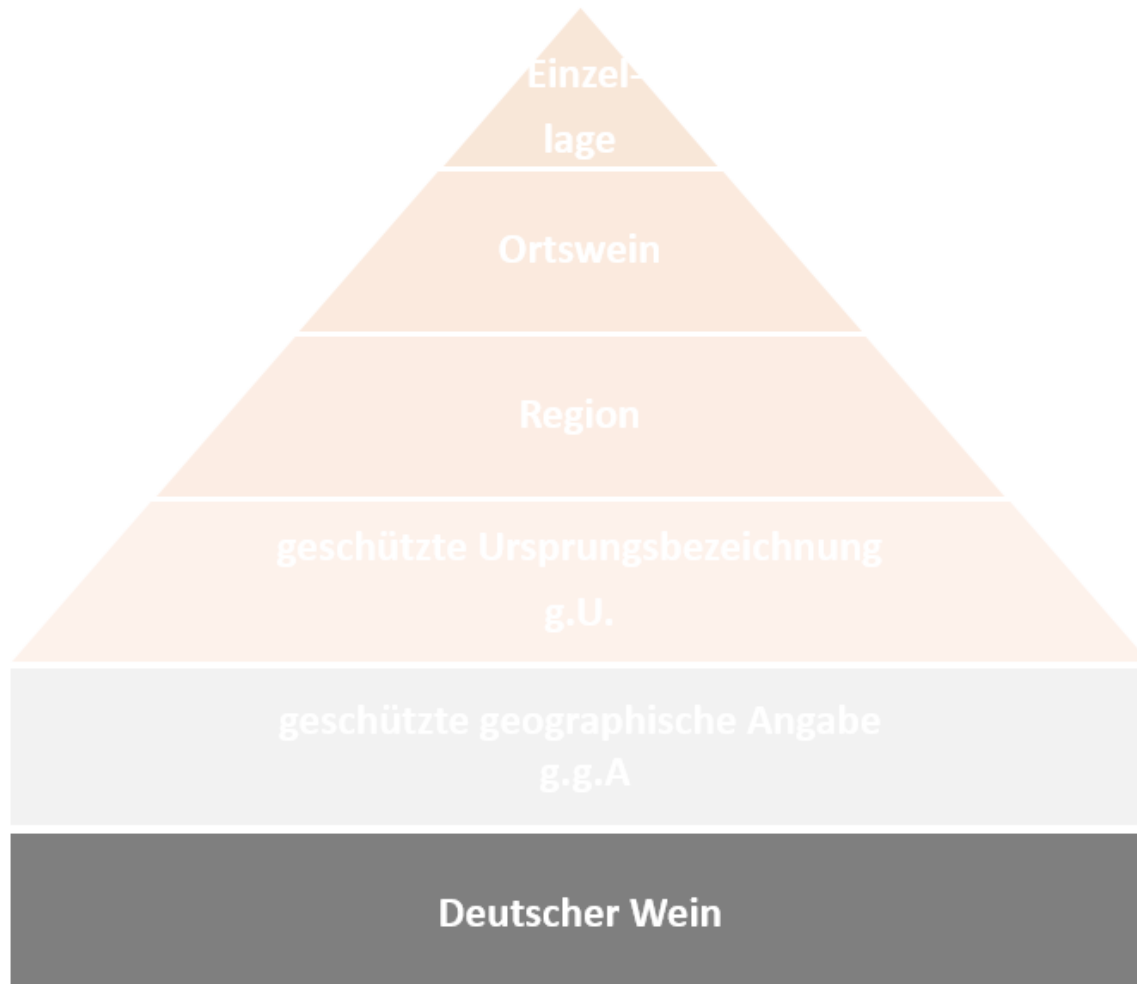 Einzel-
lage
Ortswein
Region
geschützte Ursprungsbezeichnung
g.U.
geschützte geographische Angabe
g.g.A
Deutscher Wein